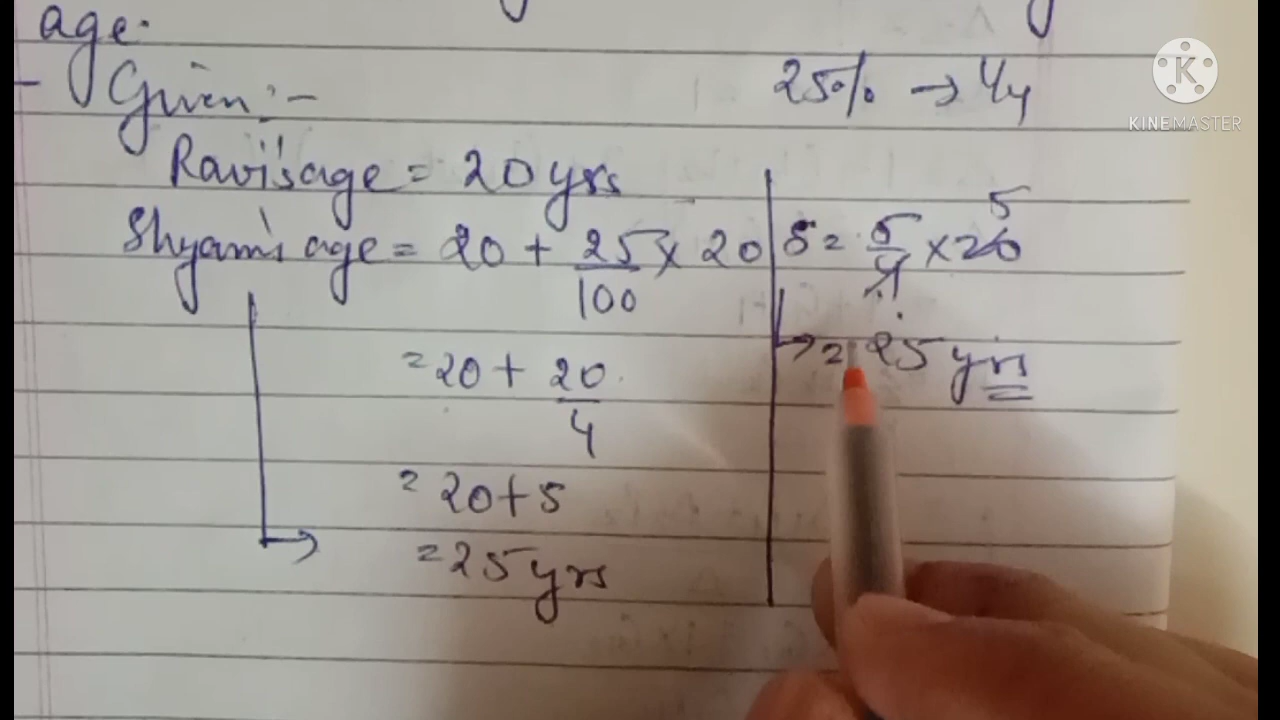 age.
- Given:-
25% → 1/4
Ravi's age = 20 yrs
Shyam's age = 20 + 25/100 × 20
= 20 + 20/4
= 20+5
= 25 yrs
S = 5/4 × 20 5
→ = 25 yrs
K
KINEMASTER